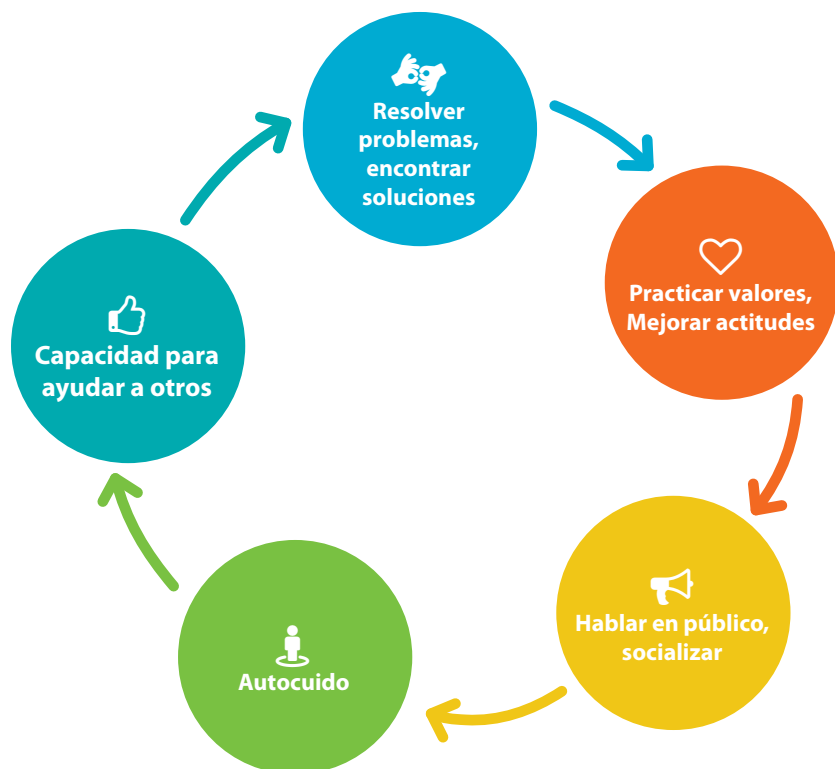 Resolver
problemas,
encontrar
soluciones
Practicar valores,
Mejorar actitudes
Hablar en público,
socializar
Autocuido
Capacidad para
ayudar a otros